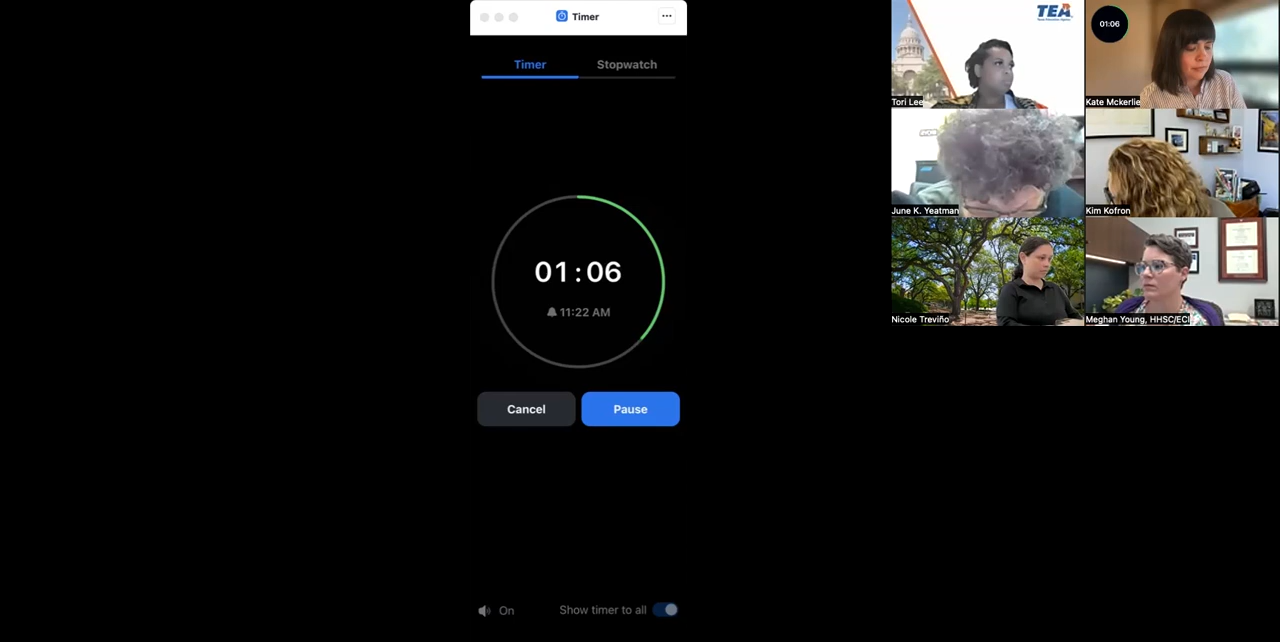 Timer
Timer
Stopwatch
01:06
11:22 AM
Cancel
Pause
On
Show timer to all
TEA
Tori Lee
01:06
Kate Mckerlie
June K. Yeatman
Kim Kofron
Nicole Treviño
Meghan Young, HHSC/ECI